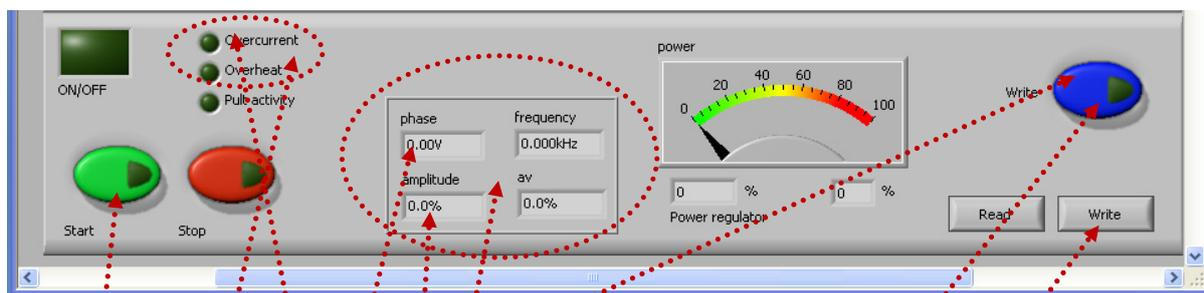 ON/OFF
Overcurrent
Overheat
Pult activity
Start
Stop
phase
0.00V
frequency
0.000kHz
amplitude
0.0%
av
0.0%
power
0
20
40
60
80
100
0 %
0 %
Power regulator
Write
Read
Write